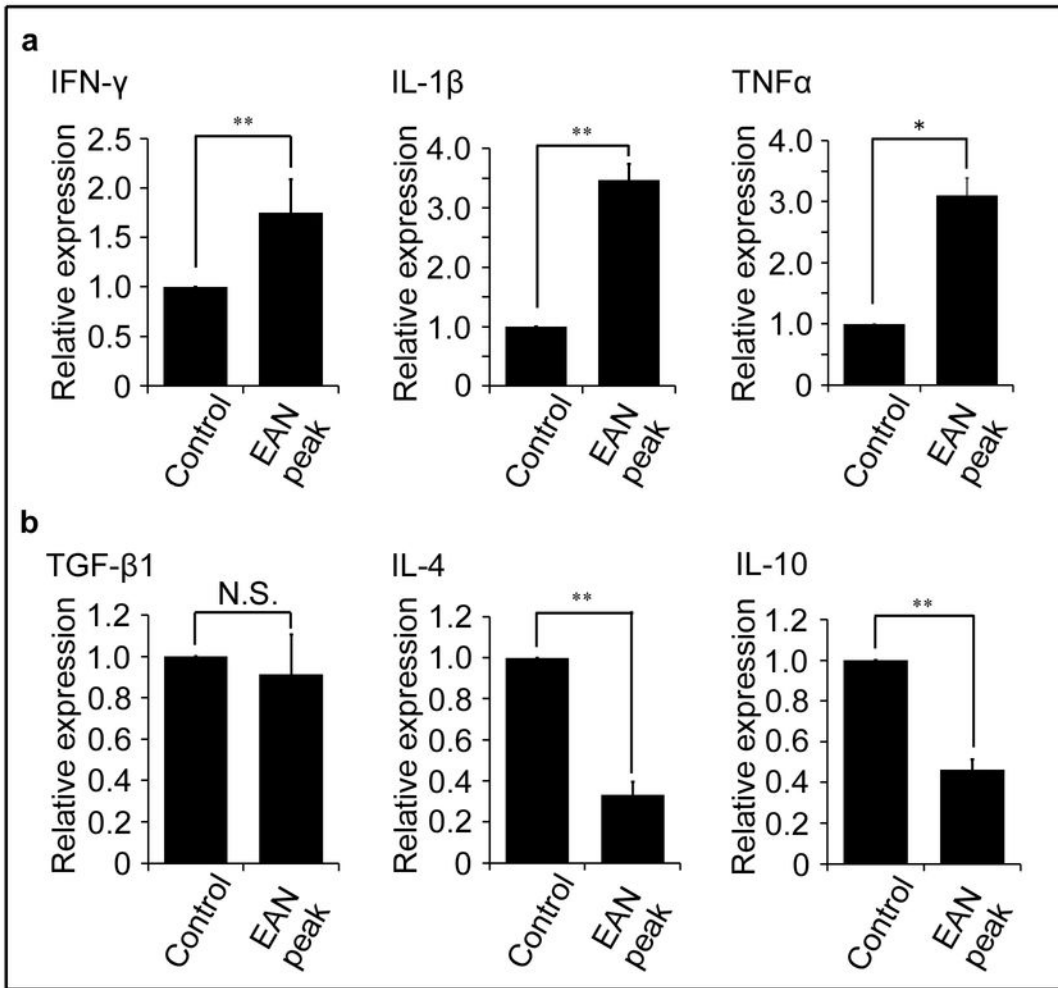 a
IFN-γ
IL-1β
TNFα
**
**
*
Relative expression
2.5
2.0
1.5
1.0
0.5
0
Control
EAN
peak
Relative expression
4.0
3.0
2.0
1.0
0
Control
EAN
peak
Relative expression
4.0
3.0
2.0
1.0
0
Control
EAN
peak
b
TGF-β1
IL-4
IL-10
N.S.
**
**
Relative expression
1.2
1.0
0.8
0.6
0.4
0.2
0
Control
EAN
peak
Relative expression
1.2
1.0
0.8
0.6
0.4
0.2
0
Control
EAN
peak
Relative expression
1.2
1.0
0.8
0.6
0.4
0.2
0
Control
EAN
peak